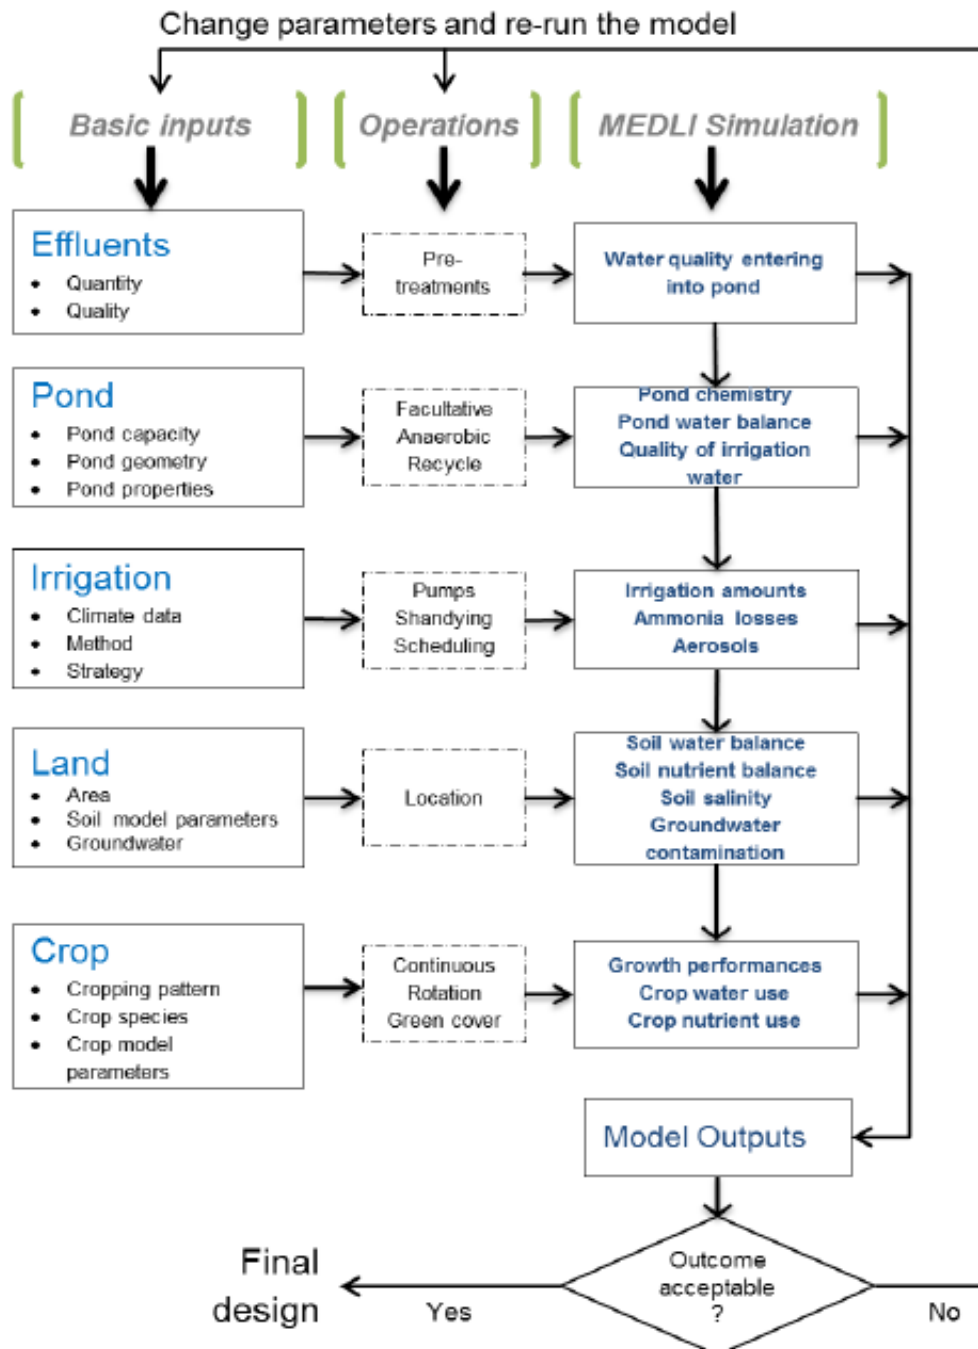 Change parameters and re-run the model
Basic inputs
Operations
MEDLI Simulation
Effluents
• Quantity
• Quality
Pre-
treatments
Water quality entering
into pond
Pond
• Pond capacity
• Pond geometry
• Pond properties
Facultative
Anaerobic
Recycle
Pond chemistry
Pond water balance
Quality of irrigation
water
Irrigation
• Climate data
• Method
• Strategy
Pumps
Shandying
Scheduling
Irrigation amounts
Ammonia losses
Aerosols
Land
• Area
• Soil model parameters
• Groundwater
Location
Soil water balance
Soil nutrient balance
Soil salinity
Groundwater
contamination
Crop
• Cropping pattern
• Crop species
• Crop model
parameters
Continuous
Rotation
Green cover
Growth performances
Crop water use
Crop nutrient use
Model Outputs
Outcome
acceptable
?
Yes
No
Final
design